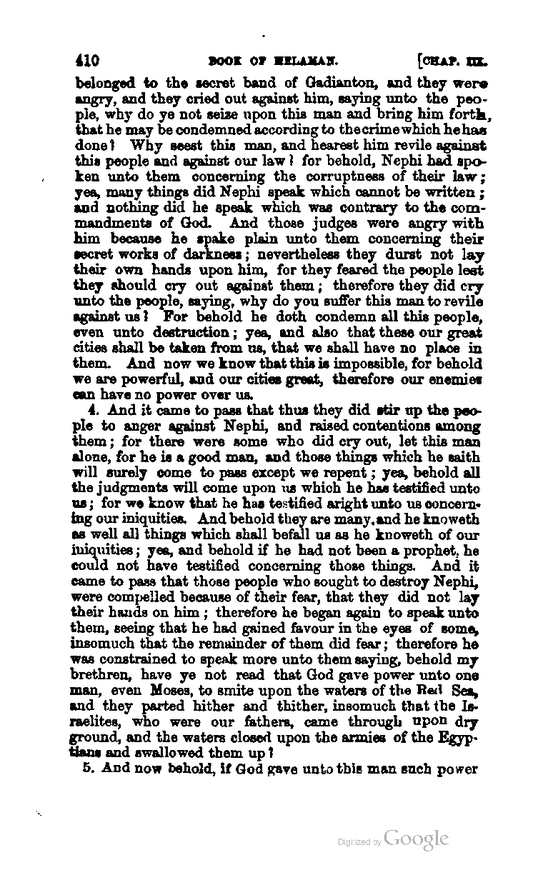 410 BOOK OF HELAMAN. [CHAP. III.
belonged to the secret band of Gadianton, and they were
angry, and they cried out against him, saying unto the peo-
ple, why do ye not seize upon this man and bring him forth,
that he may be condemned according to the crime which he has
done? Why seest this man, and hearest him revile against
this people and against our law? for behold, Nephi had spo-
ken unto them concerning the corruptness of their law;
yea, many things did Nephi speak which cannot be written;
and nothing did he speak which was contrary to the com-
mandments of God. And those judges were angry with
him because he spake plain unto them concerning their
secret works of darkness; nevertheless they durst not lay
their own hands upon him, for they feared the people lest
they should cry out against them; therefore they did cry
unto the people, saying, why do you suffer this man to revile
against us? For behold he doth condemn all this people,
even unto destruction; yea, and also that these our great
cities shall be taken from us, that we shall have no place in
them. And now we know that this is impossible, for behold
we are powerful, and our cities great, therefore our enemies
can have no power over us.
4. And it came to pass that thus they did stir up the peo-
ple to anger against Nephi, and raised contentions among
them; for there were some who did cry out, let this man
alone, for he is a good man, and those things which he saith
will surely come to pass except we repent; yea, behold all
the judgments will come upon us which he has testified unto
us; for we know that he has testified aright unto us concern-
ing our iniquities. And behold they are many, and he knoweth
as well all things which shall befall us as he knoweth of our
iniquities; yea, and behold if he had not been a prophet, he
could not have testified concerning those things. And it
came to pass that those people who sought to destroy Nephi,
were compelled because of their fear, that they did not lay
their hands on him; therefore he began again to speak unto
them, seeing that he had gained favour in the eyes of some,
insomuch that the remainder of them did fear; therefore he
was constrained to speak more unto them saying, behold my
brethren, have ye not read that God gave power unto one
man, even Moses, to smite upon the waters of the Red Sea,
and they parted hither and thither, insomuch that the Is-
raelites, who were our fathers, came through upon dry
ground, and the waters closed upon the armies of the Egyp-
tians and swallowed them up?
5. And now behold, if God gave unto this man such power
Digitized by Google